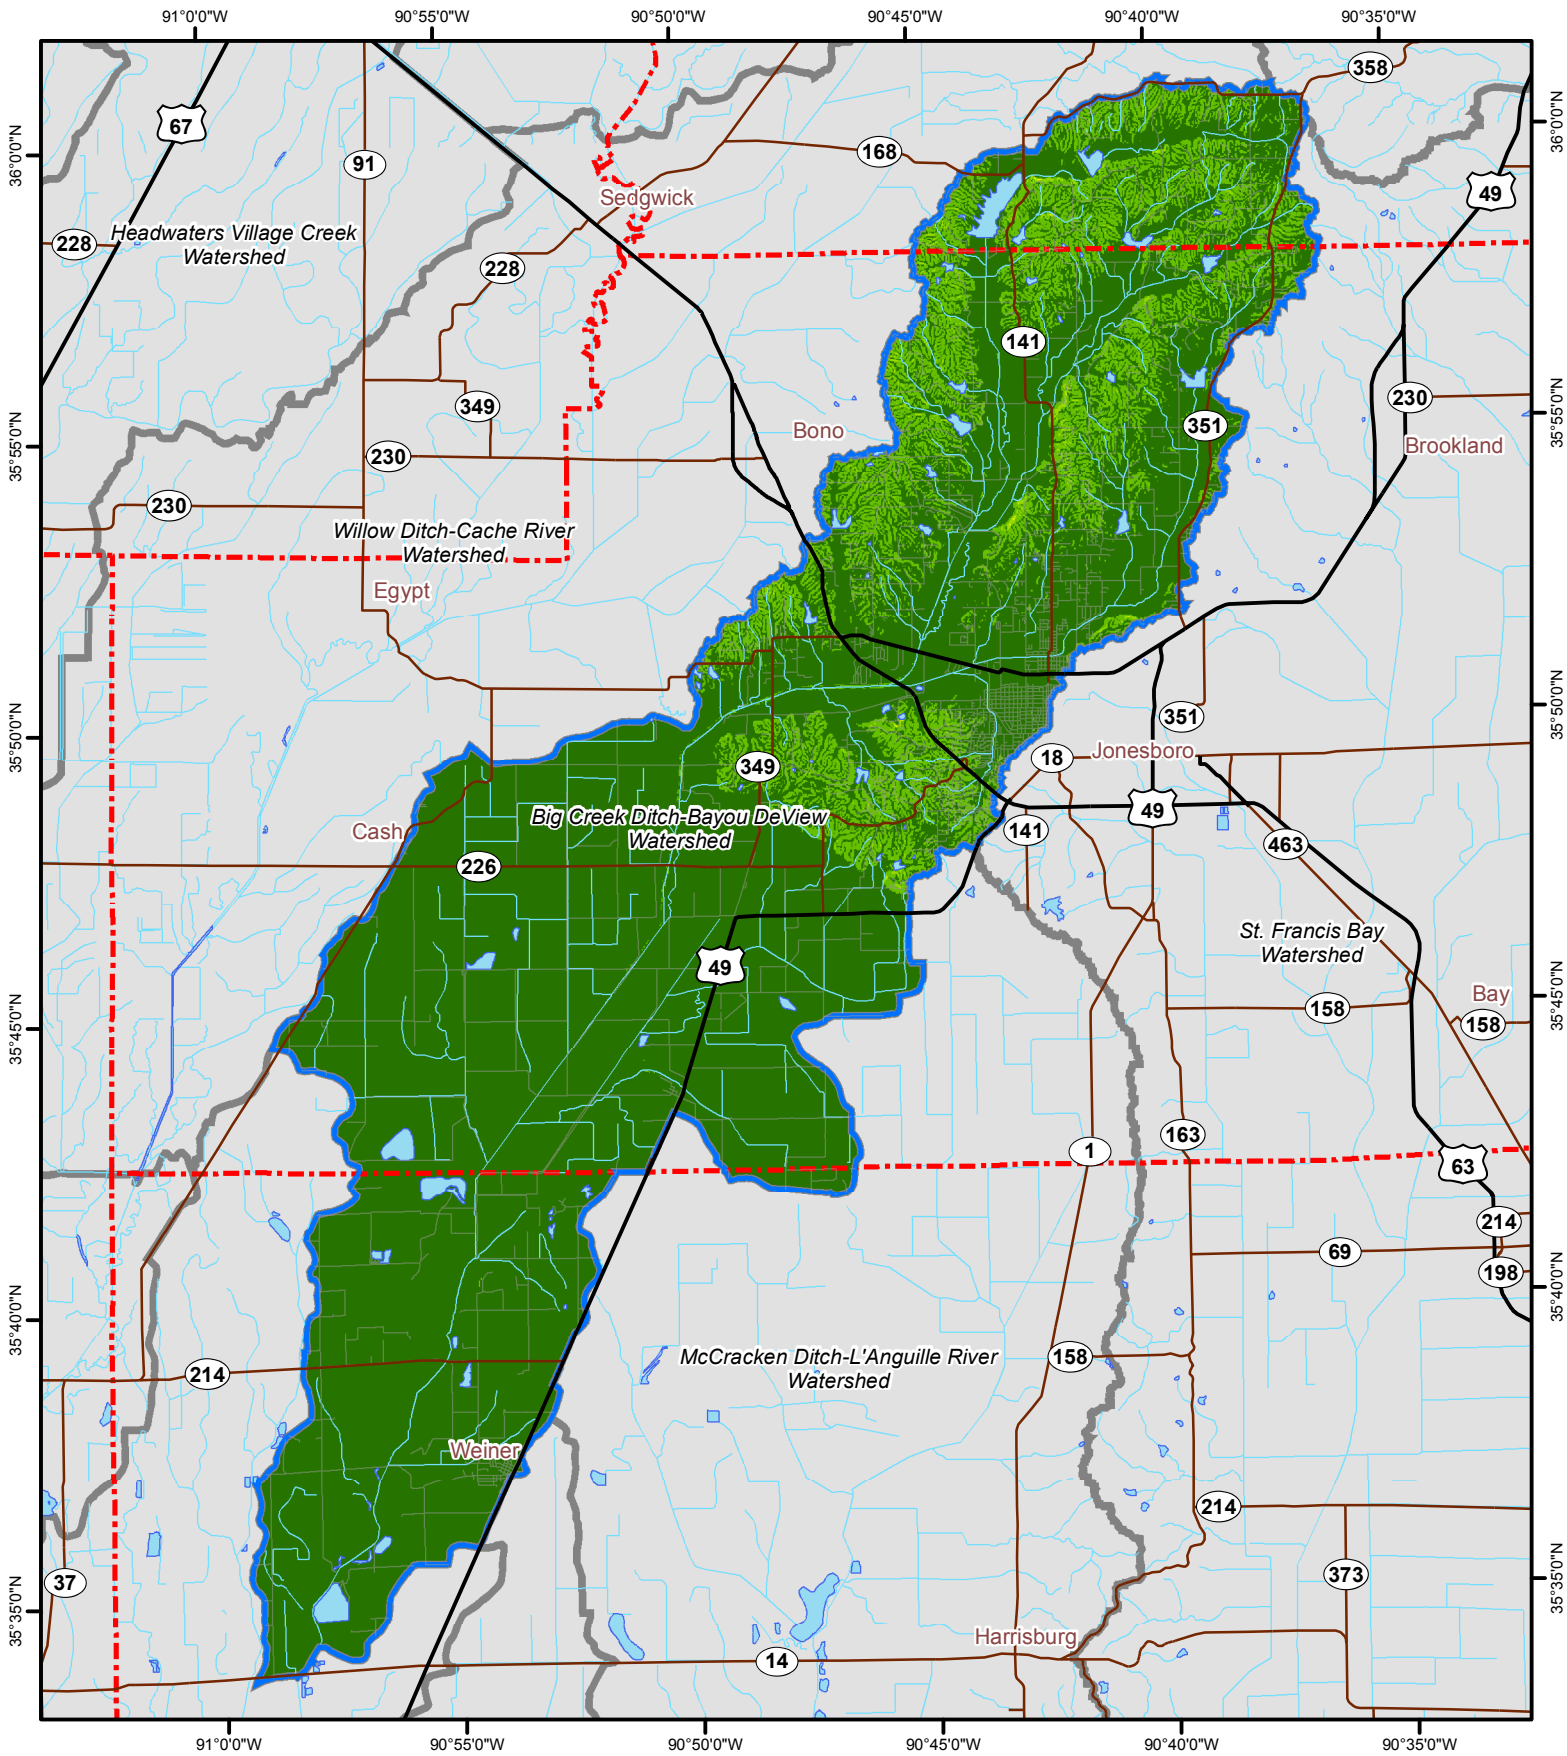 91°0'0"W 90°55'0"W 90°50'0"W 90°45'0"W 90°40'0"W 90°35'0"W
358
67
36°0'0"N
36°0'0"N
91
168
49
Sedgwick
228
Headwaters Village Creek
Watershed
228
141
349
230
351
35°55'0"N
35°55'0"N
Bono
Brookland
230
230
Willow Ditch-Cache River
Watershed
Egypt
351
35°50'0"N
35°50'0"N
Jonesboro
18
349
49
Big Creek Ditch-Bayou DeView
Watershed
Cash
141
463
226
St. Francis Bay
Watershed
49
Bay
158
158
35°45'0"N
35°45'0"N
163
1
63
214
69
198
35°40'0"N
35°40'0"N
McCracken Ditch-L'Anguille River
Watershed
158
214
Weiner
214
37
373
35°35'0"N
35°35'0"N
Harrisburg
14
91°0'0"W 90°55'0"W 90°50'0"W 90°45'0"W 90°40'0"W 90°35'0"W